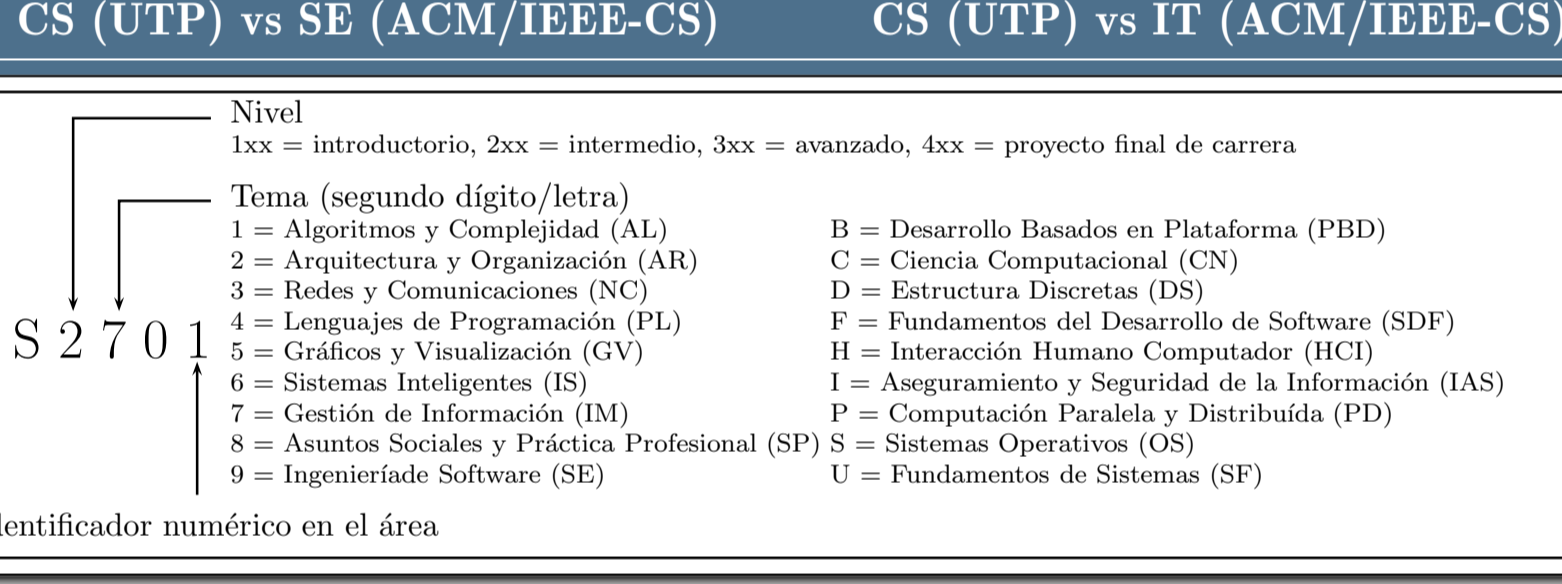 CS (UTP) vs SE (ACM/IEEE-CS)
CS (UTP) vs IT (ACM/IEEE-CS)
Nivel
1xx = introductorio, 2xx = intermedio, 3xx = avanzado, 4xx = proyecto final de carrera
Tema (segundo dígito/letra)
1 = Algoritmos y Complejidad (AL)
2 = Arquitectura y Organización (AR)
3 = Redes y Comunicaciones (NC)
4 = Lenguajes de Programación (PL)
5 = Gráficos y Visualización (GV)
6 = Sistemas Inteligentes (IS)
7 = Gestión de Información (IM)
8 = Asuntos Sociales y Práctica Profesional (SP)
9 = Ingenieríade Software (SE)
B = Desarrollo Basados en Plataforma (PBD)
C = Ciencia Computacional (CN)
D = Estructura Discretas (DS)
F = Fundamentos del Desarrollo de Software (SDF)
H = Interacción Humano Computador (HCI)
I = Aseguramiento y Seguridad de la Información (IAS)
P = Computación Paralela y Distribuída (PD)
S = Sistemas Operativos (OS)
U = Fundamentos de Sistemas (SF)
S 2 7 0 1
dentificador numérico en el área